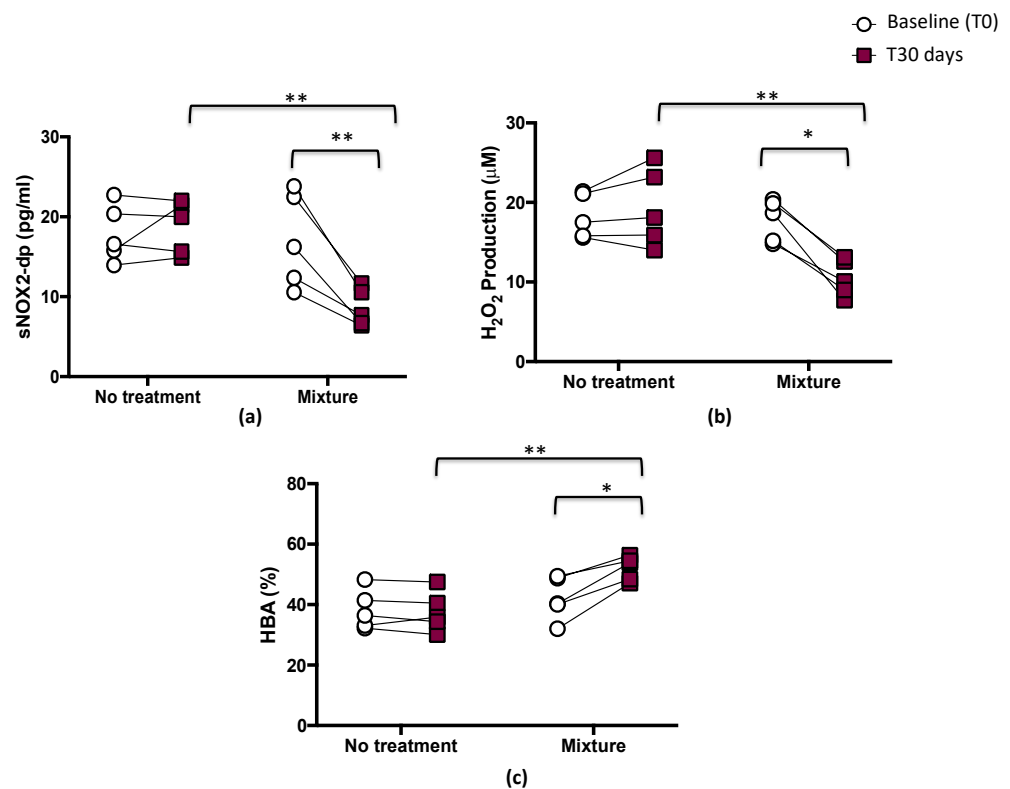 Baseline (T0)
T30 days
**
**
30
20
10
0
sNOX2-dp (pg/ml)
No treatment
Mixture
(a)
**
*
30
20
10
0
H₂O₂ Production (μM)
No treatment
Mixture
(b)
**
*
80
60
40
20
0
HBA (%)
No treatment
Mixture
(c)